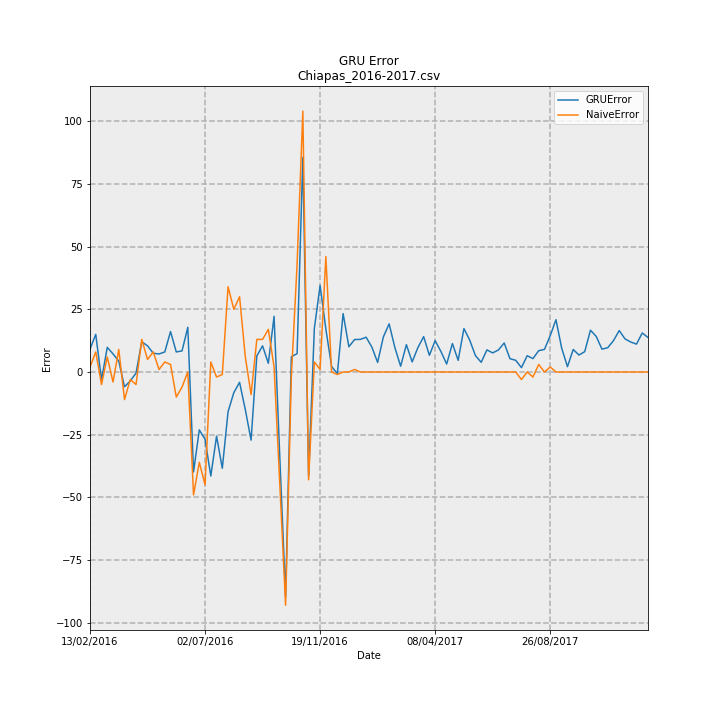 GRU Error
Chiapas_2016-2017.csv
GRUError
NaiveError
100
75
50
25
0
−25
−50
−75
−100
Error
13/02/2016 02/07/2016 19/11/2016 08/04/2017 26/08/2017
Date